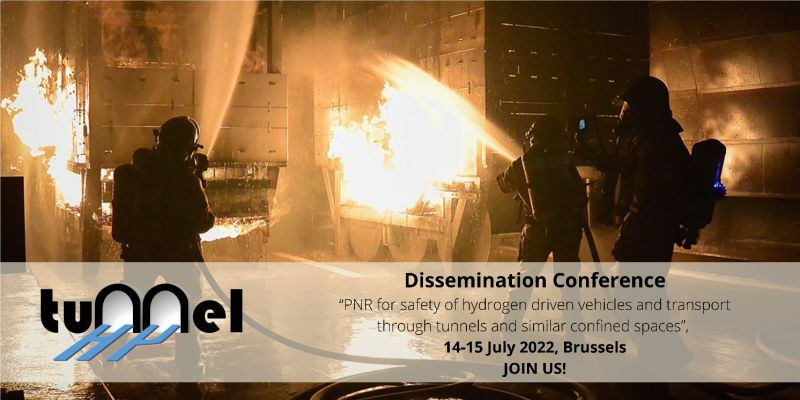 tunnel
HY
Dissemination Conference
“PNR for safety of hydrogen driven vehicles and transport
through tunnels and similar confined spaces”,
14-15 July 2022, Brussels
JOIN US!